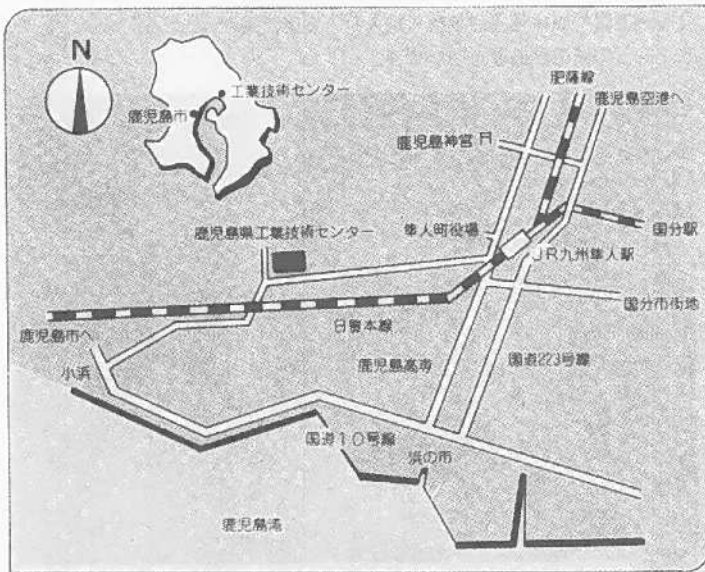 N
工業技術センター
鹿児島市
肥薩線
鹿児島空港へ
鹿児島神宮
鹿児島県工業技術センター
隼人町役場
国分駅
JR九州隼人駅
国分市街地
日豊本線
鹿児島市へ
小浜
鹿児島高専
国道223号線
国道10号線
浜の市
鹿児島湾